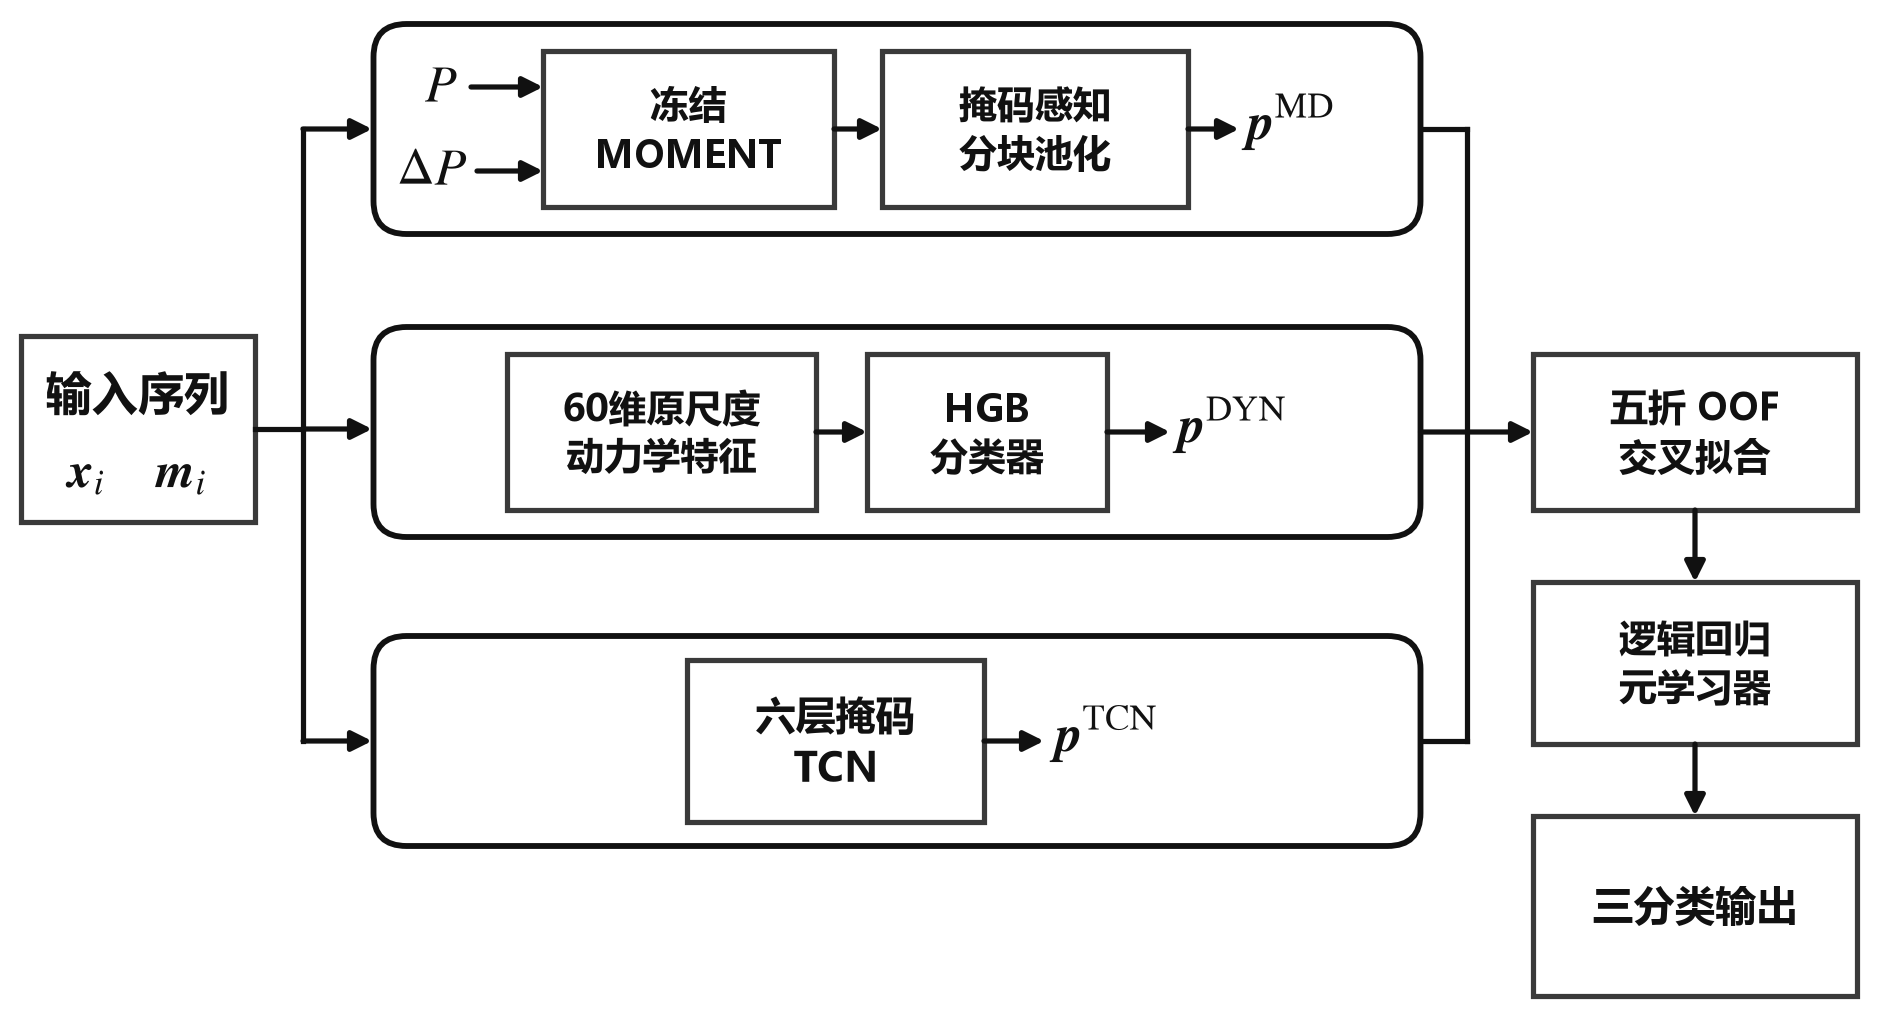 输入序列
x_i m_i
P
ΔP
冻结
MOMENT
掩码感知
分块池化
p^MD
60维原尺度
动力学特征
HGB
分类器
p^DYN
六层掩码
TCN
p^TCN
五折 OOF
交叉拟合
逻辑回归
元学习器
三分类输出